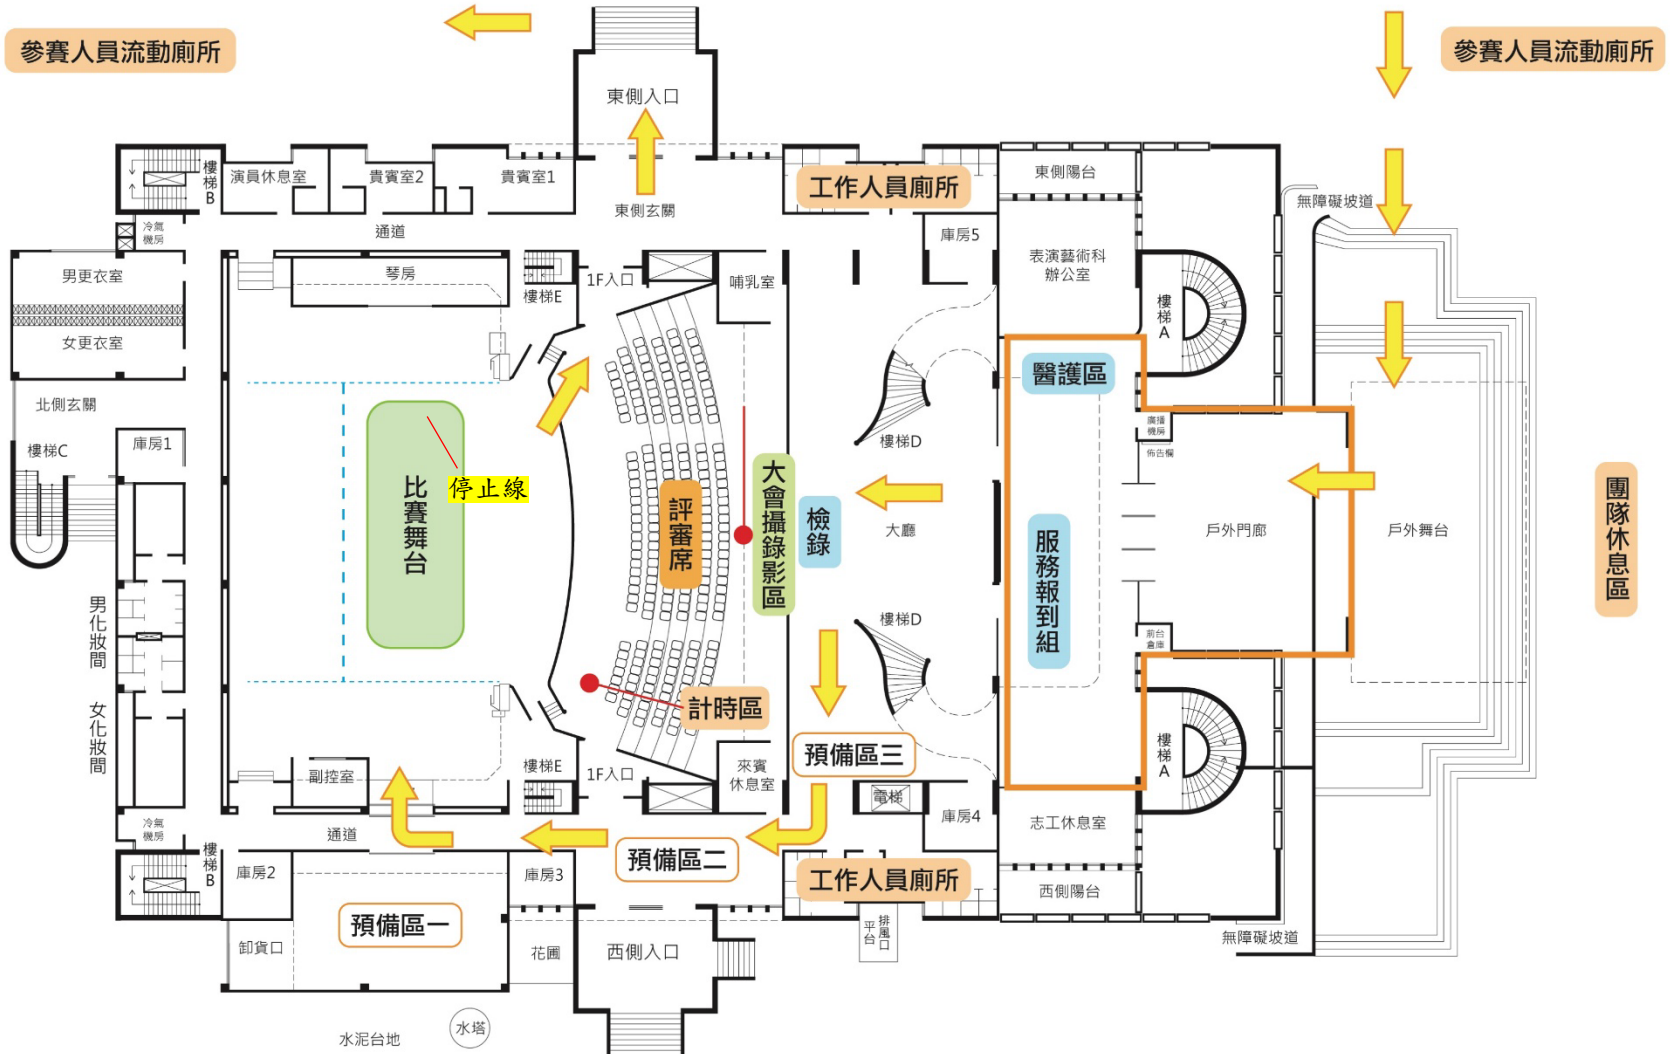 參賽人員流動廁所
參賽人員流動廁所
東側入口
樓梯B
演員休息室
貴賓室2
貴賓室1
工作人員廁所
東側陽台
無障礙坡道
東側玄關
冷氣機房
通道
庫房5
表演藝術科
辦公室
男更衣室
琴房
樓梯E
1F入口
哺乳室
樓梯A
女更衣室
醫護區
北側玄關
廣播機房
佈告欄
樓梯C
庫房1
停止線
比賽舞台
評審席
大會攝錄影區
檢錄
樓梯D
大廳
服務報到組
戶外門廊
戶外舞台
團隊休息區
男化妝間
女化妝間
樓梯D
前台倉庫
計時區
預備區三
樓梯A
副控室
樓梯E
1F入口
來賓
休息室
電梯
庫房4
志工休息室
冷氣機房
通道
樓梯B
庫房2
庫房3
預備區二
工作人員廁所
西側陽台
預備區一
卸貨口
花圃
西側入口
排風口平台
無障礙坡道
水泥台地
水塔